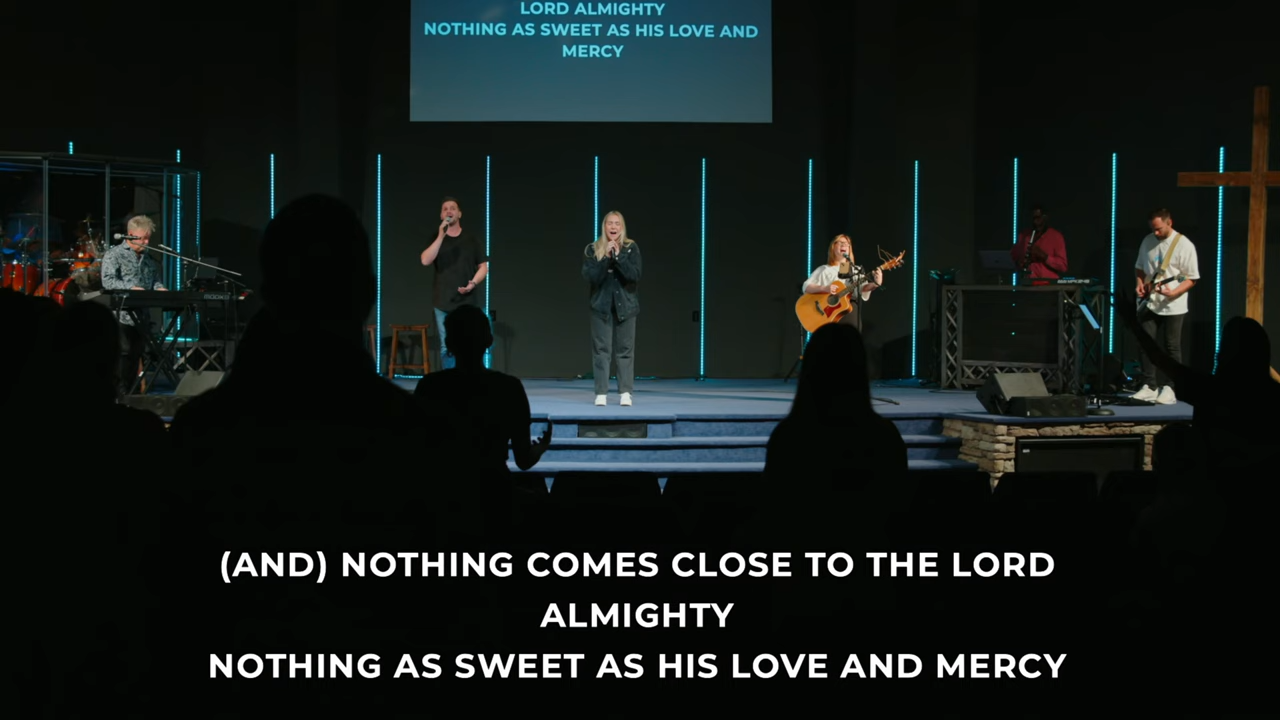 LORD ALMIGHTY
NOTHING AS SWEET AS HIS LOVE AND
MERCY
(AND) NOTHING COMES CLOSE TO THE LORD
ALMIGHTY
NOTHING AS SWEET AS HIS LOVE AND MERCY